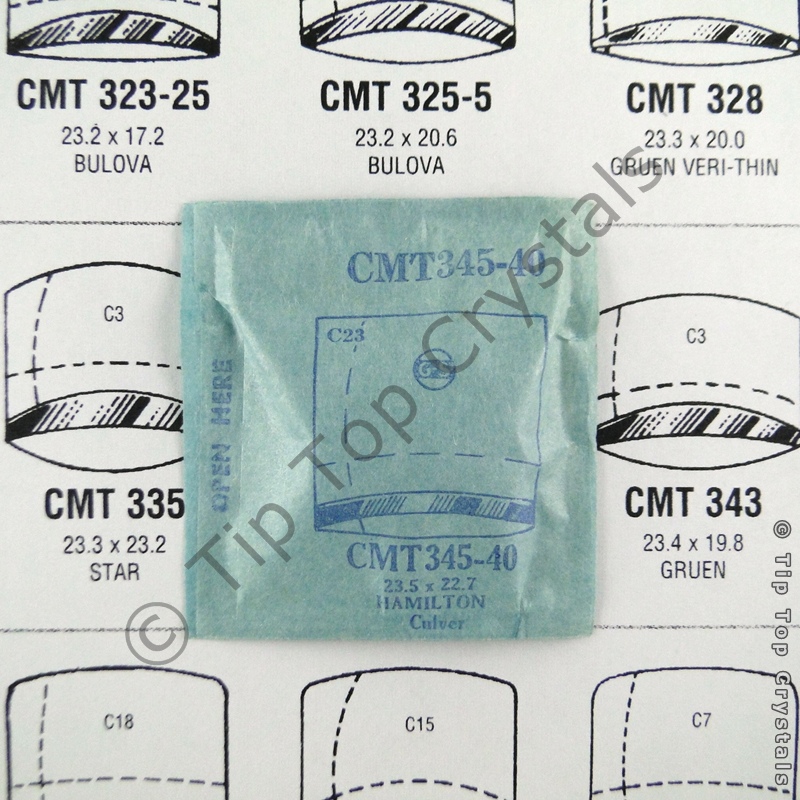 CMT 323-25
23.2 x 17.2
BULOVA
CMT 325-5
23.2 x 20.6
BULOVA
CMT 328
23.3 x 20.0
GRUEN VERI-THIN
C3
CMT 335
23.3 x 23.2
STAR
CMT345-40
C23
G-S
OPEN HERE
CMT345-40
23.5 x 22.7
HAMILTON
Culver
C3
CMT 343
23.4 x 19.8
GRUEN
C18
C15
C7
© Tip Top Crystals
© Tip Top Crystals